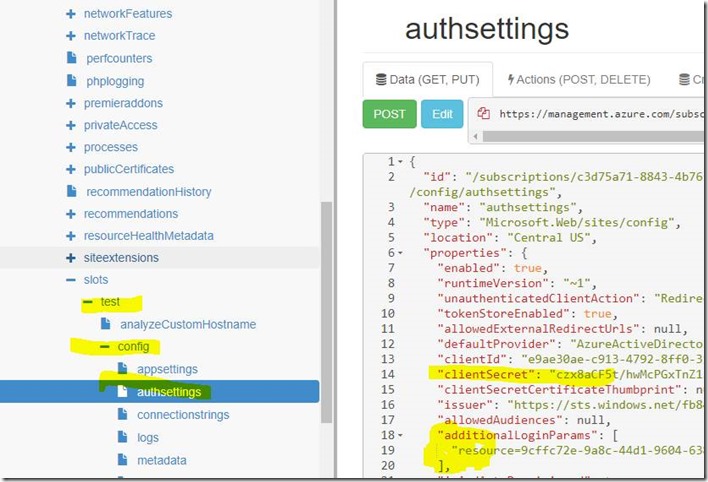 networkFeatures
networkTrace
perfcounters
phplogging
premieraddons
privateAccess
processes
publicCertificates
recommendationHistory
recommendations
resourceHealthMetadata
siteextensions
slots
test
analyzeCustomHostname
config
appsettings
authsettings
connectionstrings
logs
metadata
authsettings
Data (GET, PUT)
Actions (POST, DELETE)
Cr
POST
Edit
https://management.azure.com/subsc
1 {
2 "id": "/subscriptions/c3d75a71-8843-4b76
/config/authsettings",
3 "name": "authsettings",
4 "type": "Microsoft.Web/sites/config",
5 "location": "Central US",
6 "properties": {
7 "enabled": true,
8 "runtimeVersion": "~1",
9 "unauthenticatedClientAction": "Redire
10 "tokenStoreEnabled": true,
11 "allowedExternalRedirectUrls": null,
12 "defaultProvider": "AzureActiveDirecto
13 "clientId": "e9ae30ae-c913-4792-8ff0-3
14 "clientSecret": "czx8aCF5t/hwMcPGxTnZ1
15 "clientSecretCertificateThumbprint": n
16 "issuer": "https://sts.windows.net/fb8
17 "allowedAudiences": null,
18 "additionalLoginParams": [
19 "resource=9cffc72e-9a8c-44d1-9604-638
20 ],